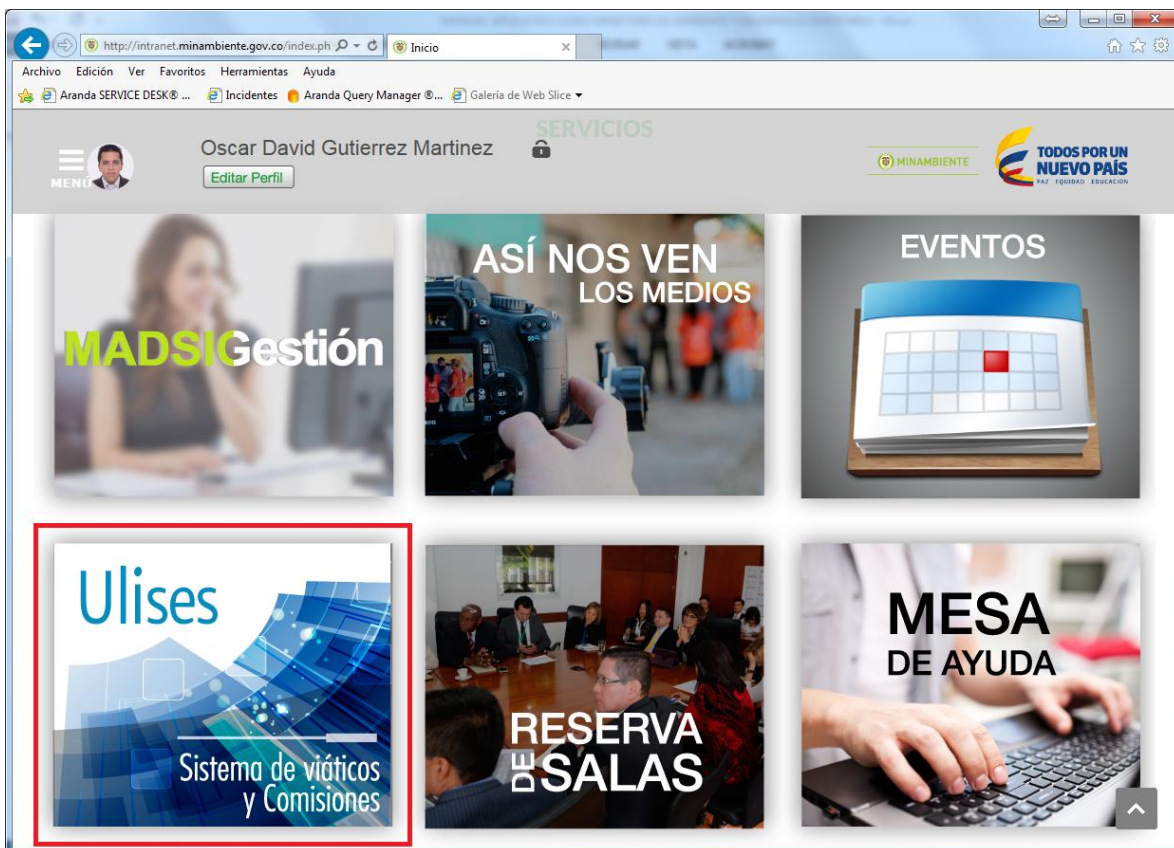 http://intranet.minambiente.gov.co/index.ph
Inicio
Archivo Edición Ver Favoritos Herramientas Ayuda
Aranda SERVICE DESK® ... Incidentes Aranda Query Manager ®... Galería de Web Slice
SERVICIOS
Oscar David Gutierrez Martinez
MENÚ
Editar Perfil
MINAMBIENTE
TODOS POR UN
NUEVO PAÍS
PAZ EQUIDAD EDUCACIÓN
MADSIGestión
ASÍ NOS VEN
LOS MEDIOS
EVENTOS
Ulises
Sistema de viáticos
y Comisiones
RESERVA
DE SALAS
MESA
DE AYUDA